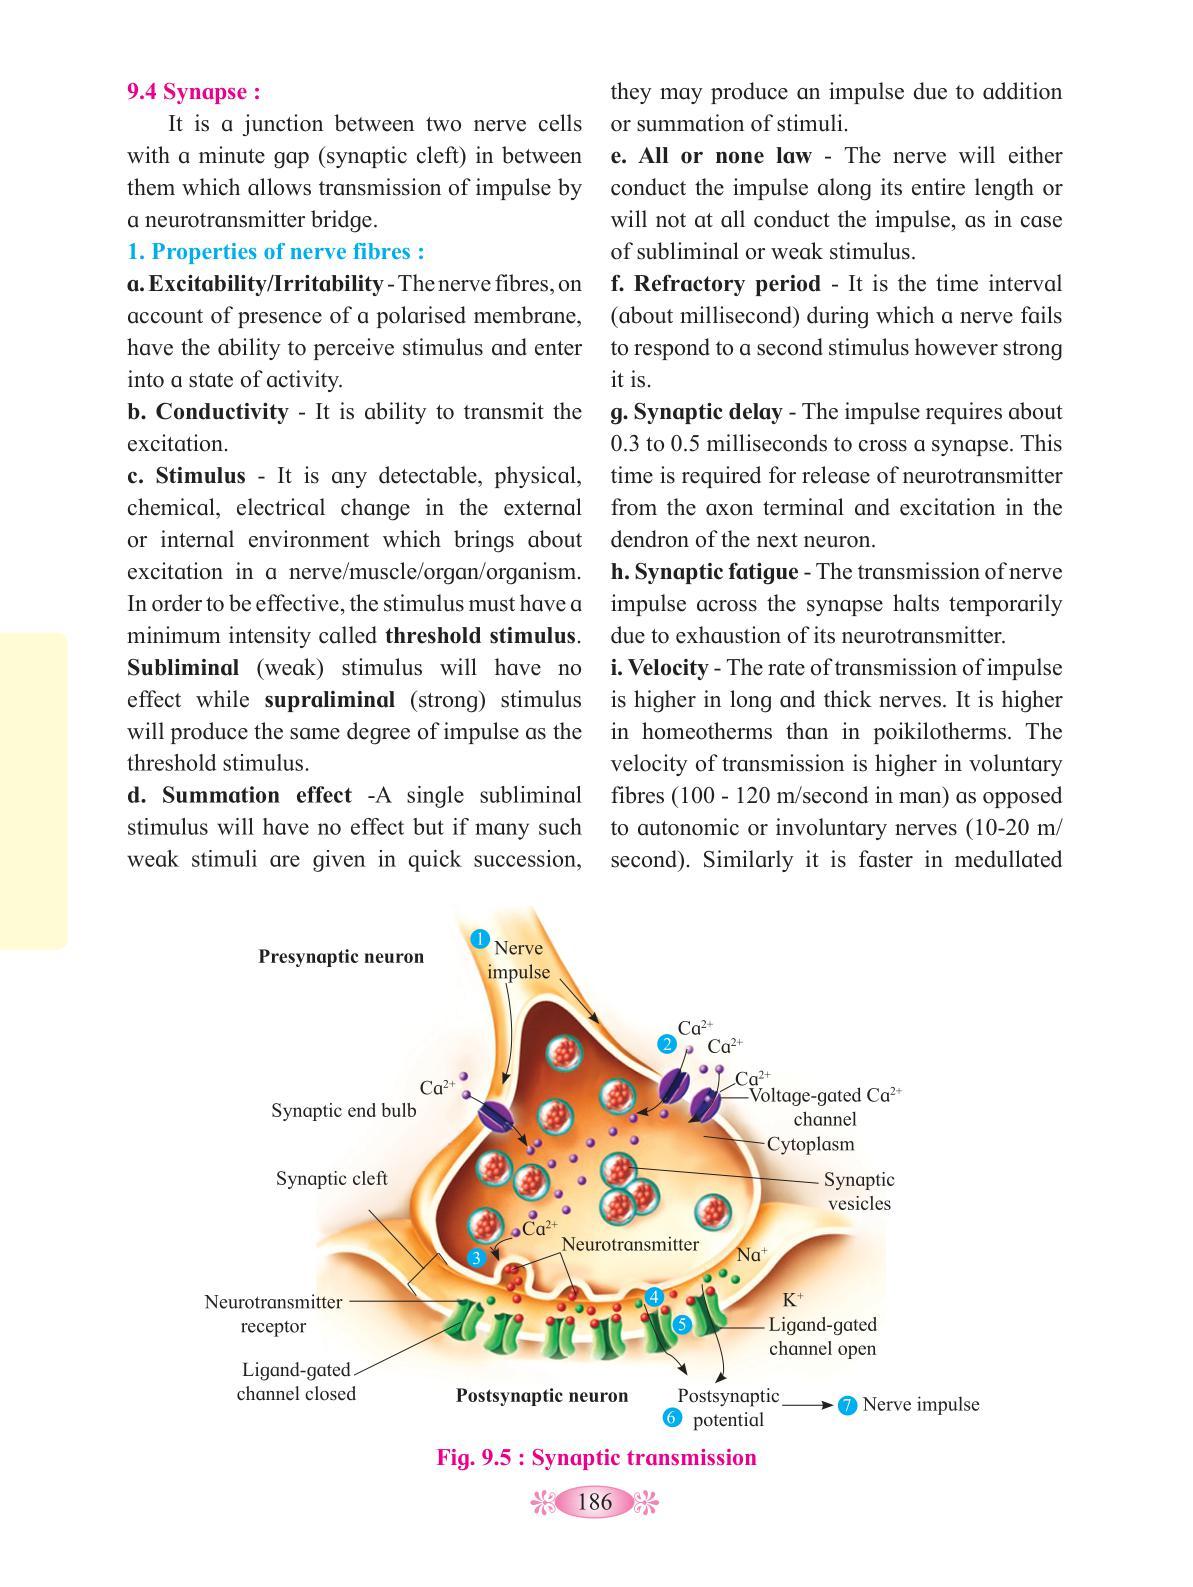 9.4 Synapse :
It is a junction between two nerve cells
with a minute gap (synaptic cleft) in between
them which allows transmission of impulse by
a neurotransmitter bridge.
1. Properties of nerve fibres :
a. Excitability/Irritability - The nerve fibres, on
account of presence of a polarised membrane,
have the ability to perceive stimulus and enter
into a state of activity.
b. Conductivity - It is ability to transmit the
excitation.
c. Stimulus - It is any detectable, physical,
chemical, electrical change in the external
or internal environment which brings about
excitation in a nerve/muscle/organ/organism.
In order to be effective, the stimulus must have a
minimum intensity called threshold stimulus.
Subliminal (weak) stimulus will have no
effect while supraliminal (strong) stimulus
will produce the same degree of impulse as the
threshold stimulus.
d. Summation effect -A single subliminal
stimulus will have no effect but if many such
weak stimuli are given in quick succession,
they may produce an impulse due to addition
or summation of stimuli.
e. All or none law - The nerve will either
conduct the impulse along its entire length or
will not at all conduct the impulse, as in case
of subliminal or weak stimulus.
f. Refractory period - It is the time interval
(about millisecond) during which a nerve fails
to respond to a second stimulus however strong
it is.
g. Synaptic delay - The impulse requires about
0.3 to 0.5 milliseconds to cross a synapse. This
time is required for release of neurotransmitter
from the axon terminal and excitation in the
dendron of the next neuron.
h. Synaptic fatigue - The transmission of nerve
impulse across the synapse halts temporarily
due to exhaustion of its neurotransmitter.
i. Velocity - The rate of transmission of impulse
is higher in long and thick nerves. It is higher
in homeotherms than in poikilotherms. The
velocity of transmission is higher in voluntary
fibres (100 - 120 m/second in man) as opposed
to autonomic or involuntary nerves (10-20 m/
second). Similarly it is faster in medullated
Presynaptic neuron
1 Nerve
impulse
2
Ca²⁺
Ca²⁺
Ca²⁺
Ca²⁺
Voltage-gated Ca²⁺
channel
Synaptic end bulb
Cytoplasm
Synaptic cleft
Synaptic
vesicles
Ca²⁺
3
Neurotransmitter
Na⁺
4
K⁺
5
Neurotransmitter
receptor
Ligand-gated
channel open
Ligand-gated
channel closed
Postsynaptic neuron
Postsynaptic
6 potential
7 Nerve impulse
Fig. 9.5 : Synaptic transmission
186